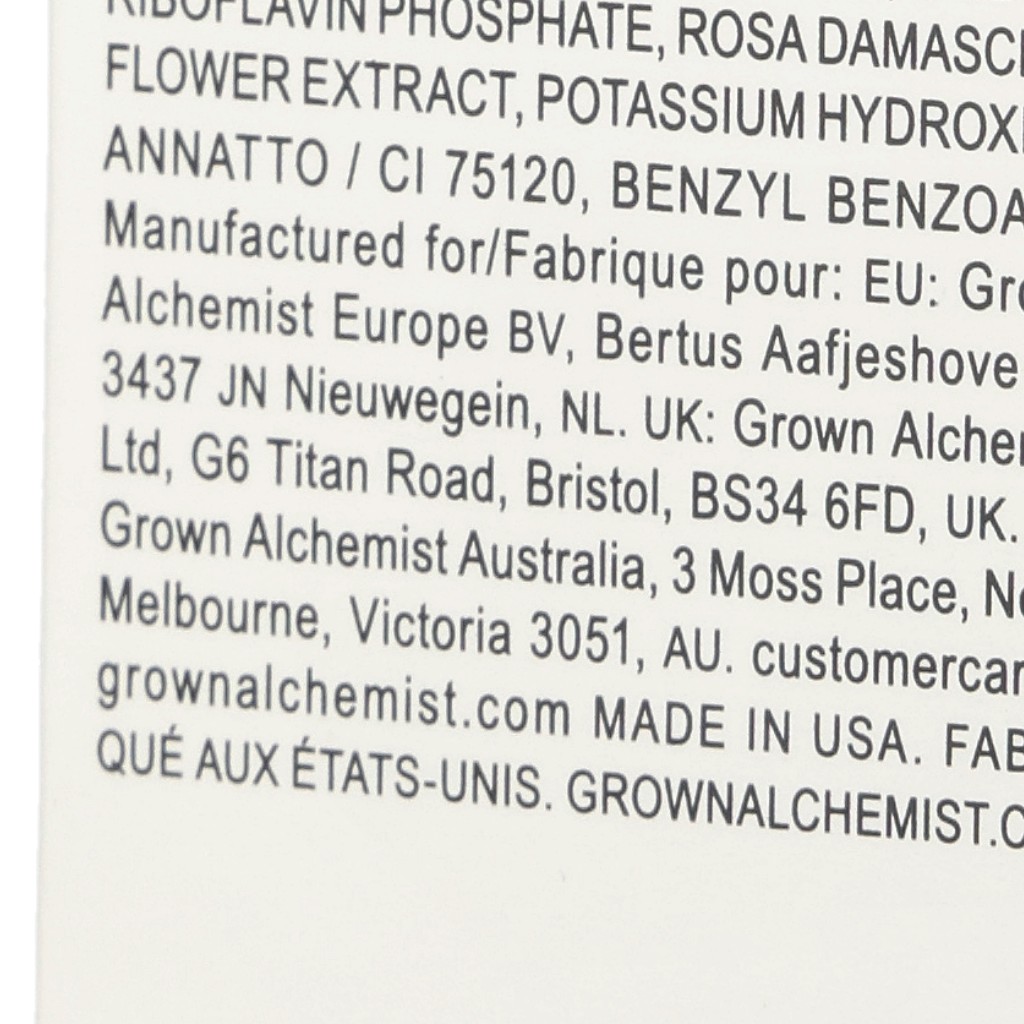 RIBOFLAVIN PHOSPHATE, ROSA DAMASC
FLOWER EXTRACT, POTASSIUM HYDROX
ANNATTO / CI 75120, BENZYL BENZOA
Manufactured for/Fabrique pour: EU: Gro
Alchemist Europe BV, Bertus Aafjeshove
3437 JN Nieuwegein, NL. UK: Grown Alche
Ltd, G6 Titan Road, Bristol, BS34 6FD, UK.
Grown Alchemist Australia, 3 Moss Place, No
Melbourne, Victoria 3051, AU. customercar
grownalchemist.com MADE IN USA. FAB
QUÉ AUX ÉTATS-UNIS. GROWNALCHEMIST.C